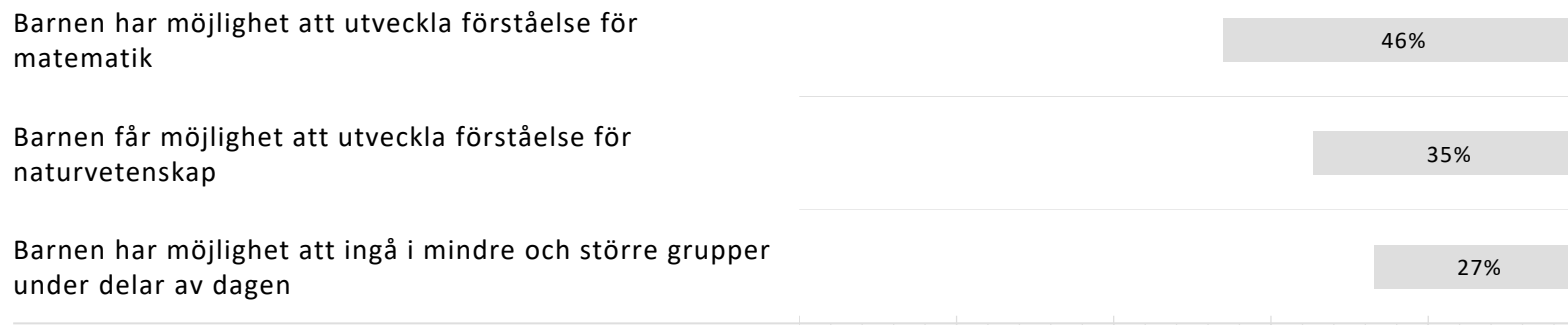 Barnen har möjlighet att utveckla förståelse för
matematik
46%
Barnen får möjlighet att utveckla förståelse för
naturvetenskap
35%
Barnen har möjlighet att ingå i mindre och större grupper
under delar av dagen
27%